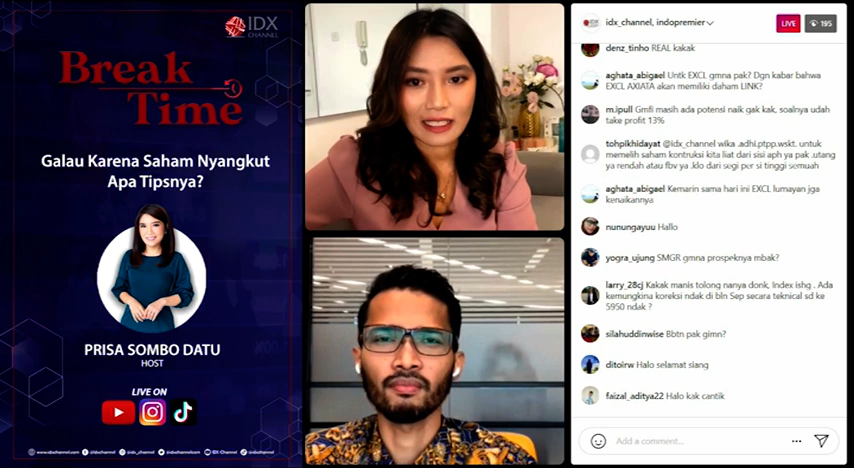 IDX
CHANNEL
Break
Time
Galau Karena Saham Nyangkut
Apa Tipsnya?
PRISA SOMBO DATU
HOST
LIVE ON
www.idxchannel.com
idx_channel, indopremier
LIVE
195
denz_tinho REAL kakak
aghata_abigael Untk EXCL gmna pak? Dgn kabar bahwa
EXCL AXIATA akan memiliki daham LINK?
m.ipull Gmfi masih ada potensi naik gak kak, soalnya udah
take profit 13%
tohpikhidayat @idx_channel wika .adhi.ptpp.wskt. untuk
memelih saham kontruksi kita liat dari sisi aph ya pak .utang
ya rendah atau fbv ya .klo dari segi per si tinggi semuah
aghata_abigael Kemarin sama hari ini EXCL lumayan jga
kenaikannya
nunungayuu Hallo
yogra_ujung SMGR gmna prospeknya mbak?
larry_28cj Kakak manis tolong nanya donk, Index ishg . Ada
kemungkina koreksi ndak di bln Sep secara teknical sd ke
5950 ndak ?
silahuddinwise Bbtn pak gimn?
ditoirw Halo selamat siang
faizal_aditya22 Halo kak cantik
Add a comment...